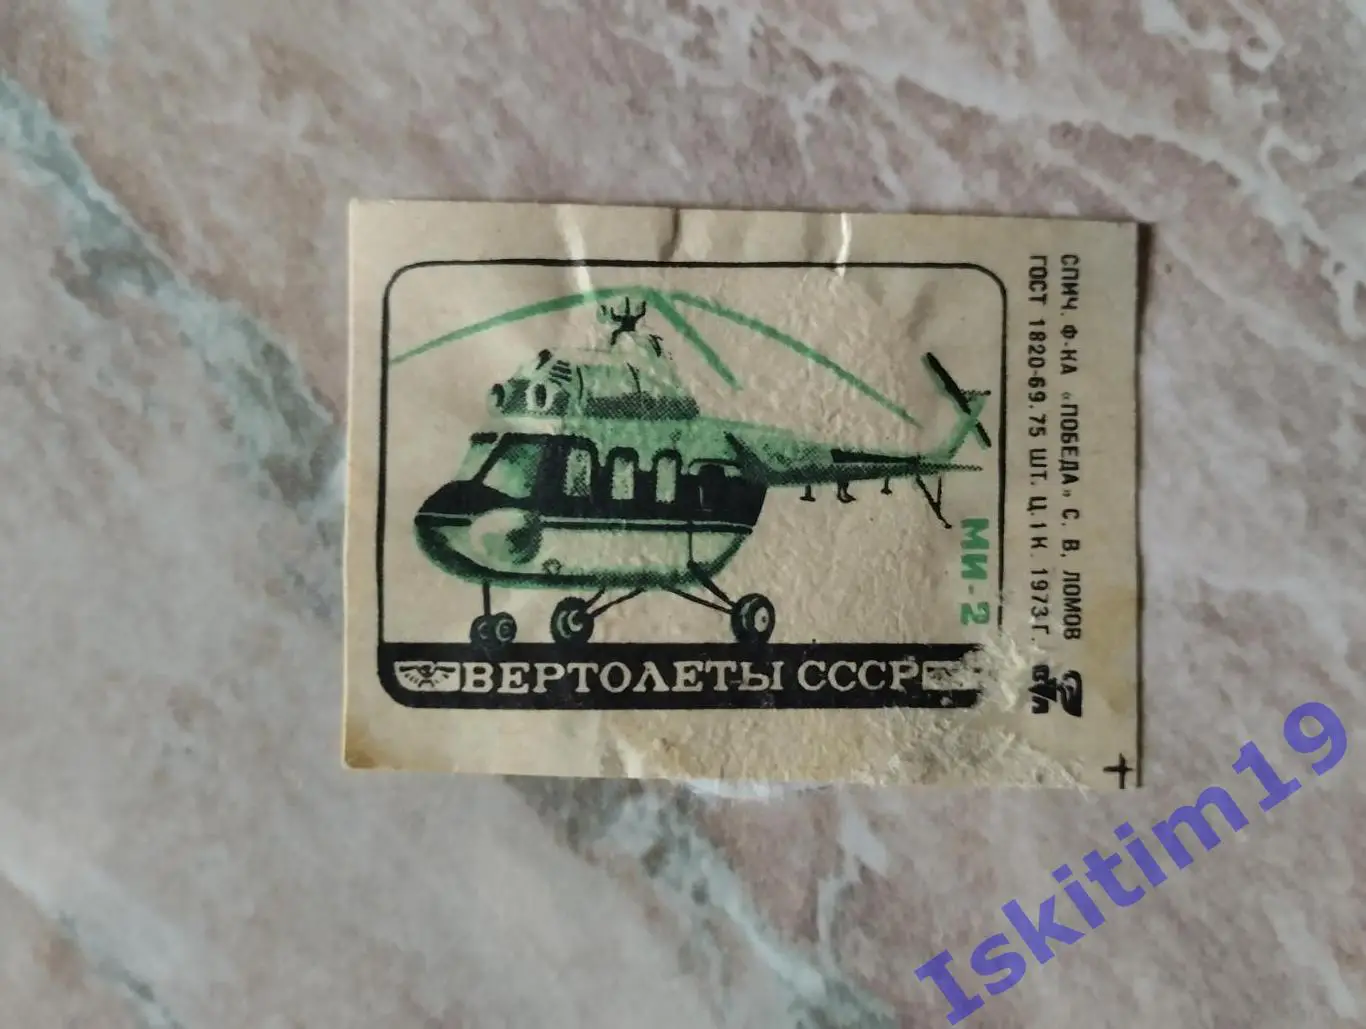 МИ-2
ВЕРТОЛЕТЫ СССР
СПИЧ. Ф-КА «ПОБЕДА» С. В. ЛОМОВ
ГОСТ 1820-69. 75 ШТ. Ц. 1 К. 1973 Г.
Iskitim19